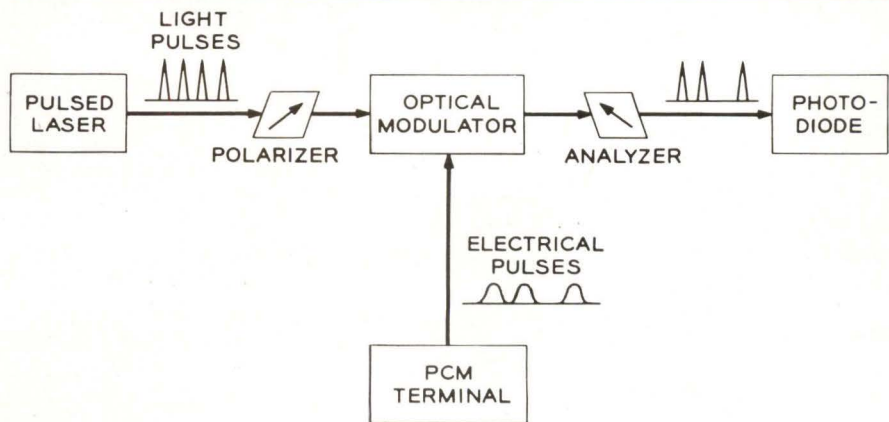 LIGHT
PULSES
PULSED
LASER
POLARIZER
OPTICAL
MODULATOR
ANALYZER
PHOTO-
DIODE
ELECTRICAL
PULSES
PCM
TERMINAL